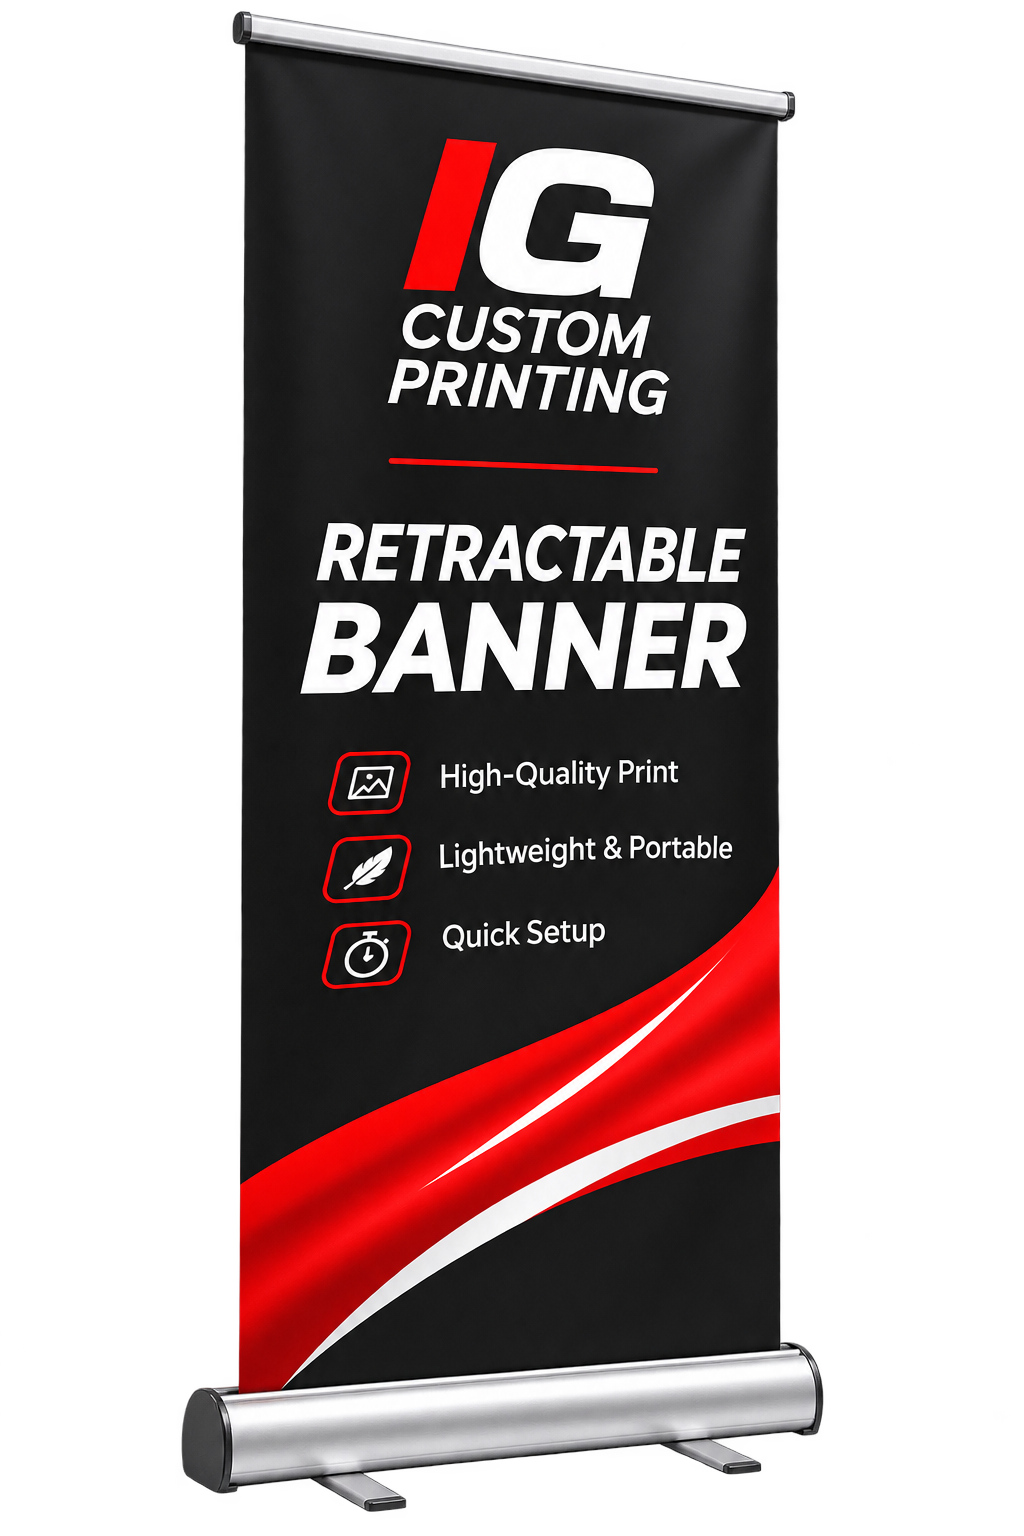 IG
CUSTOM
PRINTING
RETRACTABLE
BANNER
High-Quality Print
Lightweight & Portable
Quick Setup